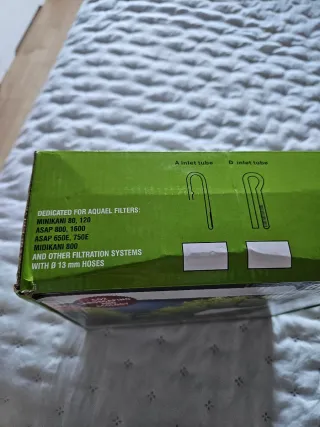 A inlet tube
D inlet tube
DEDICATED FOR AQUAEL FILTERS:
MINIKANI 80, 120
ASAP 800, 1600
ASAP 650E, 750E
MIDIKANI 800
AND OTHER FILTRATION SYSTEMS
WITH Ø 13 mm HOSES